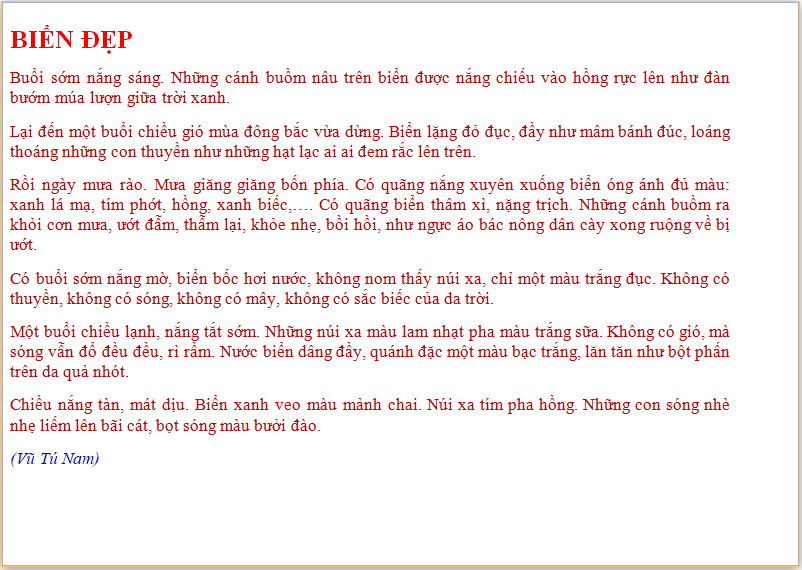 BIỂN ĐẸP
Buổi sớm nắng sáng. Những cánh buồm nâu trên biển được nắng chiếu vào hồng rực lên như đàn
bướm múa lượn giữa trời xanh.
Lại đến một buổi chiều gió mùa đông bắc vừa dừng. Biển lặng đỏ đục, đầy như mâm bánh đúc, loáng
thoáng những con thuyền như những hạt lạc ai ai đem rắc lên trên.
Rồi ngày mưa rào. Mưa giăng giăng bốn phía. Có quãng nắng xuyên xuống biển óng ánh đủ màu:
xanh lá mạ, tím phớt, hồng, xanh biếc,…. Có quãng biển thâm xì, nặng trịch. Những cánh buồm ra
khỏi cơn mưa, ướt đẫm, thẫm lại, khỏe nhẹ, bồi hồi, như ngực áo bác nông dân cày xong ruộng về bị
ướt.
Có buổi sớm nắng mờ, biển bốc hơi nước, không nom thấy núi xa, chỉ một màu trắng đục. Không có
thuyền, không có sóng, không có mây, không có sắc biếc của da trời.
Một buổi chiều lạnh, nắng tắt sớm. Những núi xa màu lam nhạt pha màu trắng sữa. Không có gió, mà
sóng vẫn đổ đều đều, rì rầm. Nước biển dâng đầy, quánh đặc một màu bạc trắng, lăn tăn như bột phấn
trên da quả nhót.
Chiều nắng tàn, mát dịu. Biển xanh veo màu mảnh chai. Núi xa tím pha hồng. Những con sóng nhè
nhẹ liếm lên bãi cát, bọt sóng màu bưởi đào.
(Vũ Tú Nam)